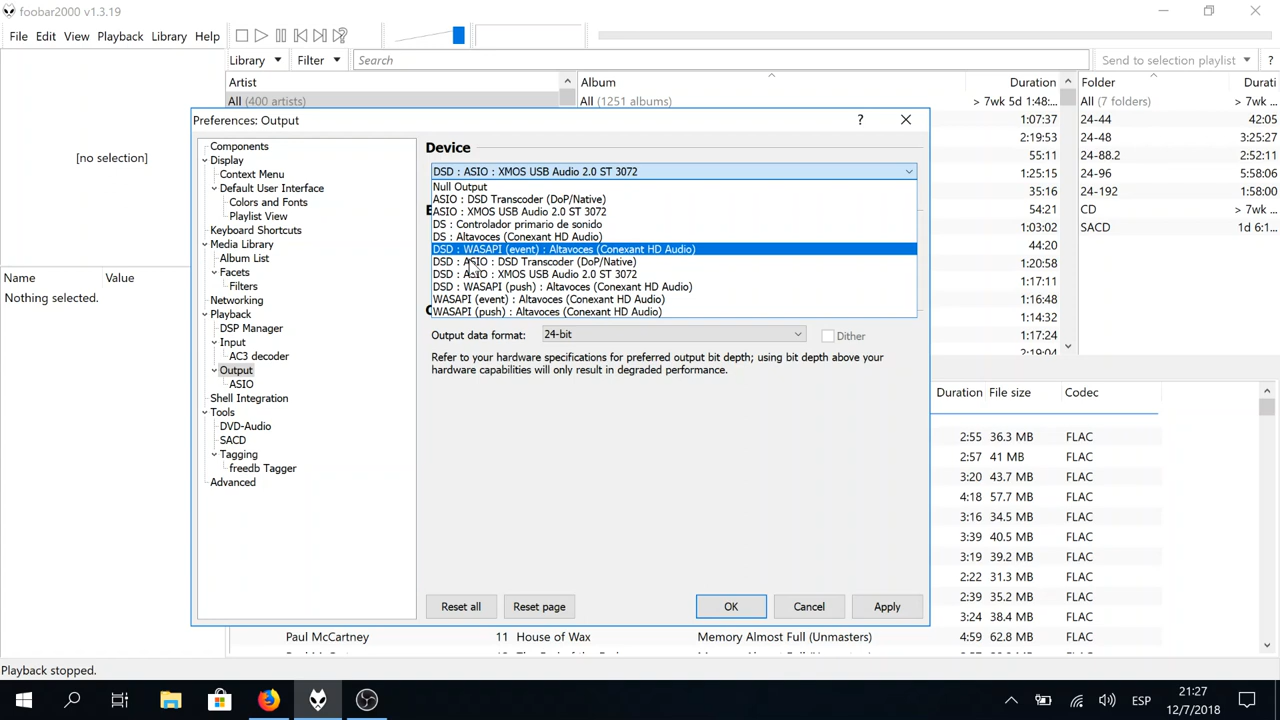 foobar2000 v1.3.19
File Edit View Playback Library Help
Library Filter Search Send to selection playlist ?
Artist Album Duration Folder Durati
All (400 artists) All (1251 albums) > 7wk 5d 1:48:... All (7 folders) > 7wk ...
1:07:37 24-44 42:05
2:19:53 24-48 3:25:27
55:11 24-88.2 2:52:11
1:25:15 24-96 5:58:06
35:16 24-192 1:58:00
54:21 CD > 7wk ...
1:03:02 SACD 1d 6:1...
44:20
1:20:58
1:17:11
1:16:48
1:14:32
1:17:24
2:19:04
[no selection]
Name Value
Nothing selected.
Preferences: Output ?
Components
Display
Context Menu
Default User Interface
Colors and Fonts
Playlist View
Keyboard Shortcuts
Media Library
Album List
Facets
Filters
Networking
Playback
DSP Manager
Input
AC3 decoder
Output
ASIO
Shell Integration
Tools
DVD-Audio
SACD
Tagging
freedb Tagger
Advanced
Device
DSD : ASIO : XMOS USB Audio 2.0 ST 3072
Null Output
ASIO : DSD Transcoder (DoP/Native)
ASIO : XMOS USB Audio 2.0 ST 3072
DS : Controlador primario de sonido
DS : Altavoces (Conexant HD Audio)
DSD : WASAPI (event) : Altavoces (Conexant HD Audio)
DSD : ASIO : DSD Transcoder (DoP/Native)
DSD : ASIO : XMOS USB Audio 2.0 ST 3072
DSD : WASAPI (push) : Altavoces (Conexant HD Audio)
WASAPI (event) : Altavoces (Conexant HD Audio)
WASAPI (push) : Altavoces (Conexant HD Audio)
Output data format: 24-bit Dither
Refer to your hardware specifications for preferred output bit depth; using bit depth above your
hardware capabilities will only result in degraded performance.
Reset all Reset page OK Cancel Apply
Duration File size Codec
2:55 36.3 MB FLAC
2:57 41 MB FLAC
3:20 43.7 MB FLAC
4:18 57.7 MB FLAC
3:16 34.5 MB FLAC
3:39 40.5 MB FLAC
3:19 39.2 MB FLAC
2:22 31.3 MB FLAC
2:39 35.2 MB FLAC
3:24 38.4 MB FLAC
Paul McCartney 11 House of Wax Memory Almost Full (Unmasters) 4:59 62.8 MB FLAC
Playback stopped.
ESP
21:27
12/7/2018